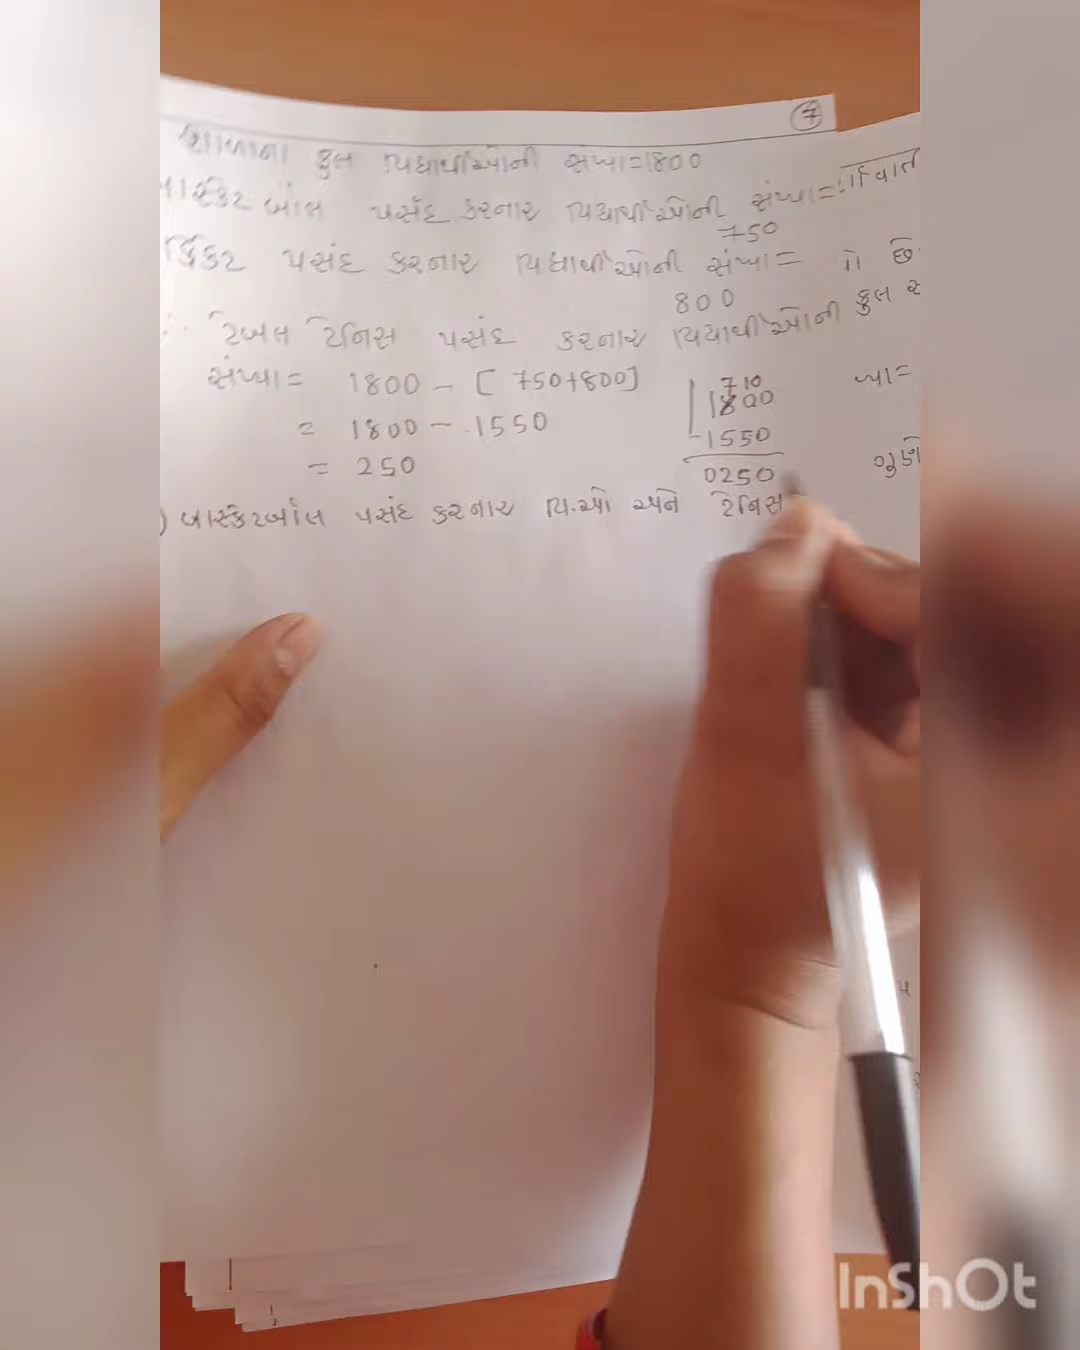 7
શાળાના કુલ વિદ્યાર્થીઓની સંખ્યા=1800
બાસ્કેટ બોલ પસંદ કરનાર વિદ્યાર્થીઓની સંખ્યા=
750
ક્રિકેટ પસંદ કરનાર વિદ્યાર્થીઓની સંખ્યા=
800
∴ ટેબલ ટેનિસ પસંદ કરનાર વિદ્યાર્થીઓની
સંખ્યા= 1800 - [750+800]
= 1800 - 1550
= 250
710
1800
-1550
0250
) બાસ્કેટબોલ પસંદ કરનાર વિ.ઓ અને ટેનિસ
છે
કુલ
InShOt